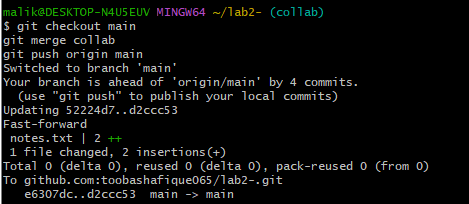 malik@DESKTOP-N4U5EUV MINGW64 ~/lab2- (collab)
$ git checkout main
git merge collab
git push origin main
Switched to branch 'main'
Your branch is ahead of 'origin/main' by 4 commits.
  (use "git push" to publish your local commits)
Updating 52224d7..d2ccc53
Fast-forward
 notes.txt | 2 ++
 1 file changed, 2 insertions(+)
Total 0 (delta 0), reused 0 (delta 0), pack-reused 0 (from 0)
To github.com:toobashafique065/lab2-.git
   e6307dc..d2ccc53  main -> main